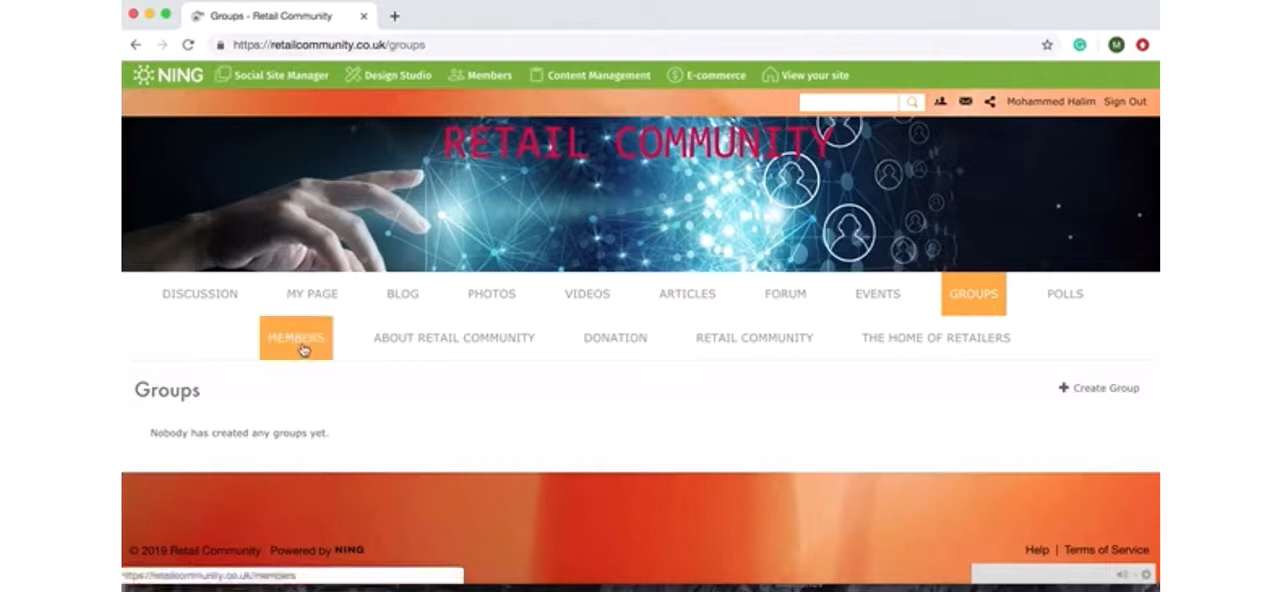 Groups - Retail Community
https://retailcommunity.co.uk/groups
M
NING Social Site Manager Design Studio Members Content Management E-commerce View your site
Mohammed Halim Sign Out
RETAIL COMMUNITY
DISCUSSION MY PAGE BLOG PHOTOS VIDEOS ARTICLES FORUM EVENTS GROUPS POLLS
MEMBERS ABOUT RETAIL COMMUNITY DONATION RETAIL COMMUNITY THE HOME OF RETAILERS
Groups
+ Create Group
Nobody has created any groups yet.
© 2019 Retail Community Powered by NING
Help | Terms of Service
https://retailcommunity.co.uk/members